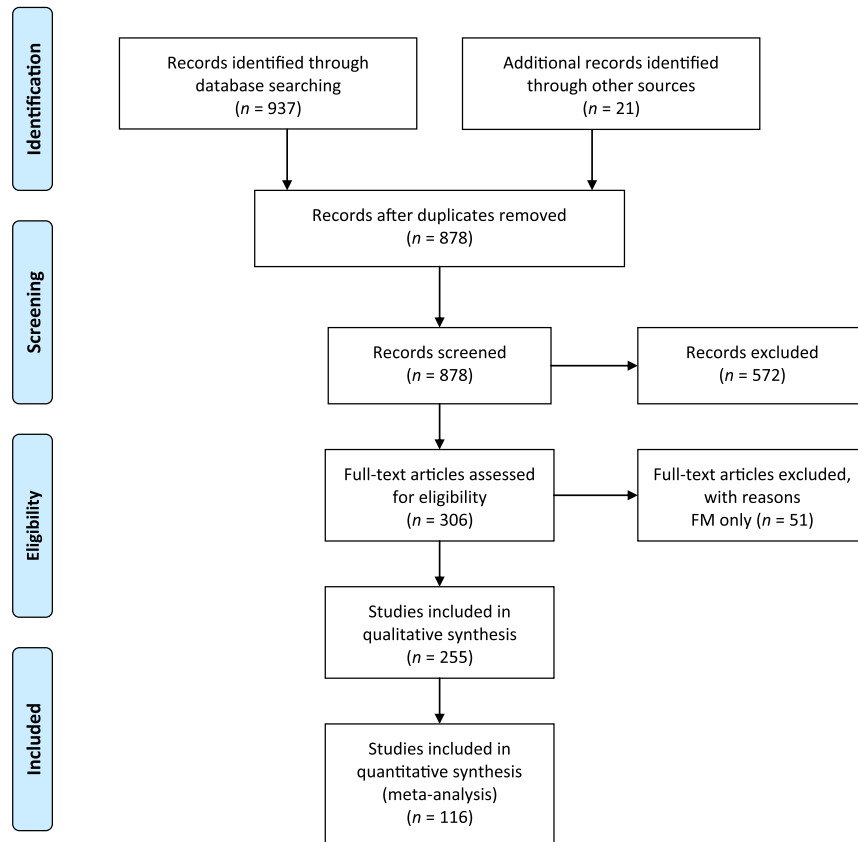 Identification
Records identified through
database searching
(n = 937)
Additional records identified
through other sources
(n = 21)
Records after duplicates removed
(n = 878)
Screening
Records screened
(n = 878)
Records excluded
(n = 572)
Eligibility
Full-text articles assessed
for eligibility
(n = 306)
Full-text articles excluded,
with reasons
FM only (n = 51)
Studies included in
qualitative synthesis
(n = 255)
Included
Studies included in
quantitative synthesis
(meta-analysis)
(n = 116)